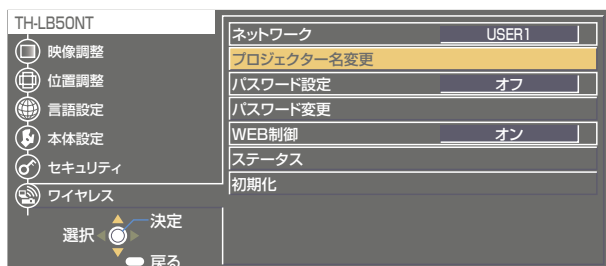 TH-LB50NT
映像調整
位置調整
言語設定
本体設定
セキュリティ
ワイヤレス
選択
決定
戻る
ネットワーク USER1
プロジェクター名変更
パスワード設定 オフ
パスワード変更
WEB制御 オン
ステータス
初期化